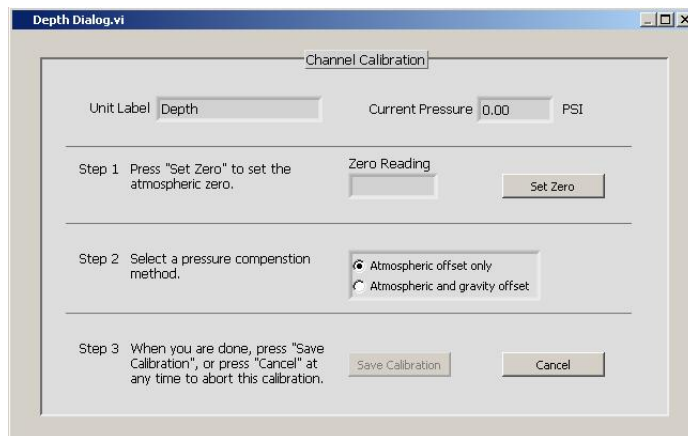 Depth Dialog.vi
Channel Calibration
Unit Label Depth Current Pressure 0.00 PSI
Step 1 Press "Set Zero" to set the
atmospheric zero.
Zero Reading
Set Zero
Step 2 Select a pressure compenstion
method.
Atmospheric offset only
Atmospheric and gravity offset
Step 3 When you are done, press "Save
Calibration", or press "Cancel" at
any time to abort this calibration.
Save Calibration Cancel